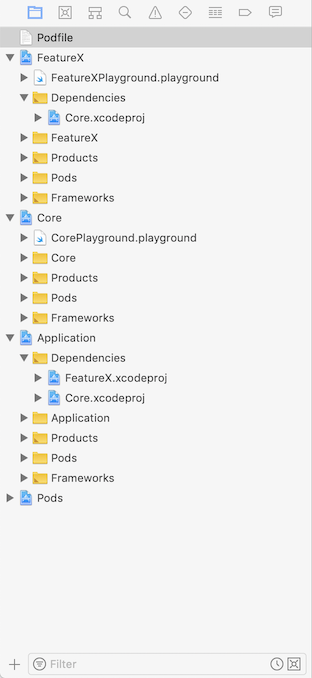 Podfile
FeatureX
FeatureXPlayground.playground
Dependencies
Core.xcodeproj
FeatureX
Products
Pods
Frameworks
Core
CorePlayground.playground
Core
Products
Pods
Frameworks
Application
Dependencies
FeatureX.xcodeproj
Core.xcodeproj
Application
Products
Pods
Frameworks
Pods
Filter